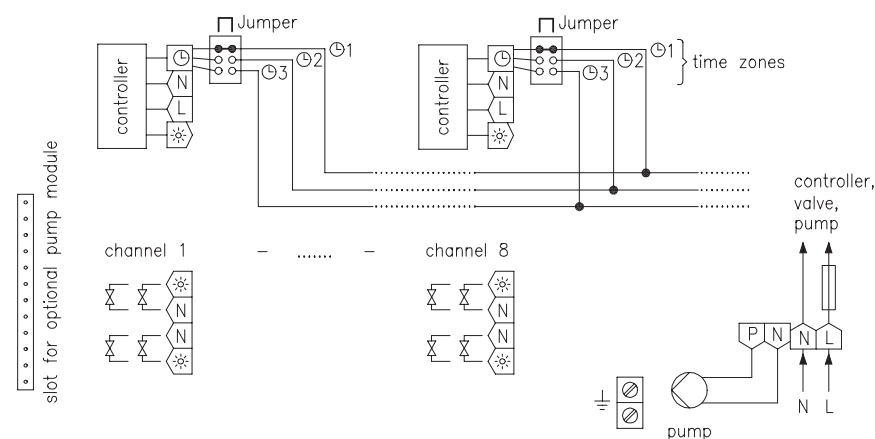 Jumper
Jumper
1
2
3
1
2
3
time zones
controller
N
L
controller
N
L
slot for optional pump module
controller,
valve,
pump
channel 1 - ....... - channel 8
N
N
N
N
P N N L
N L
pump